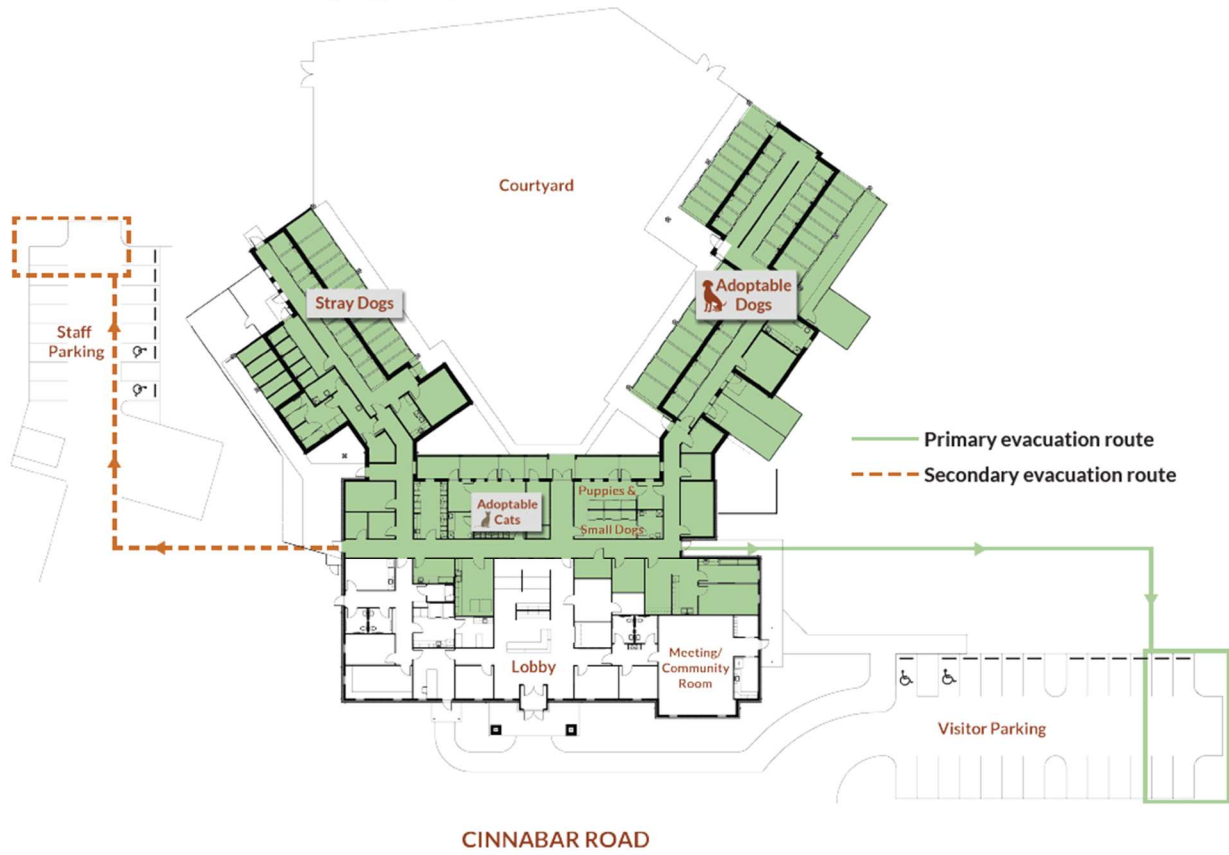 Courtyard
Stray Dogs
Adoptable
Dogs
Staff
Parking
Primary evacuation route
Secondary evacuation route
Adoptable
Cats
Puppies &
Small Dogs
Lobby
Meeting/
Community
Room
Visitor Parking
CINNABAR ROAD